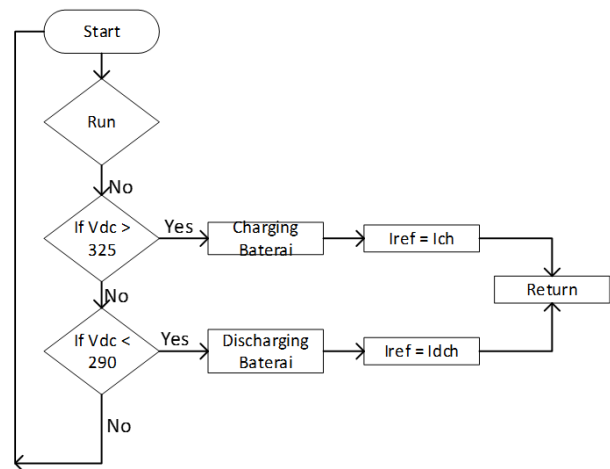 Start
Run
No
If Vdc >
325
Yes
Charging
Baterai
Iref = Ich
Return
No
If Vdc <
290
Yes
Discharging
Baterai
Iref = Idch
No